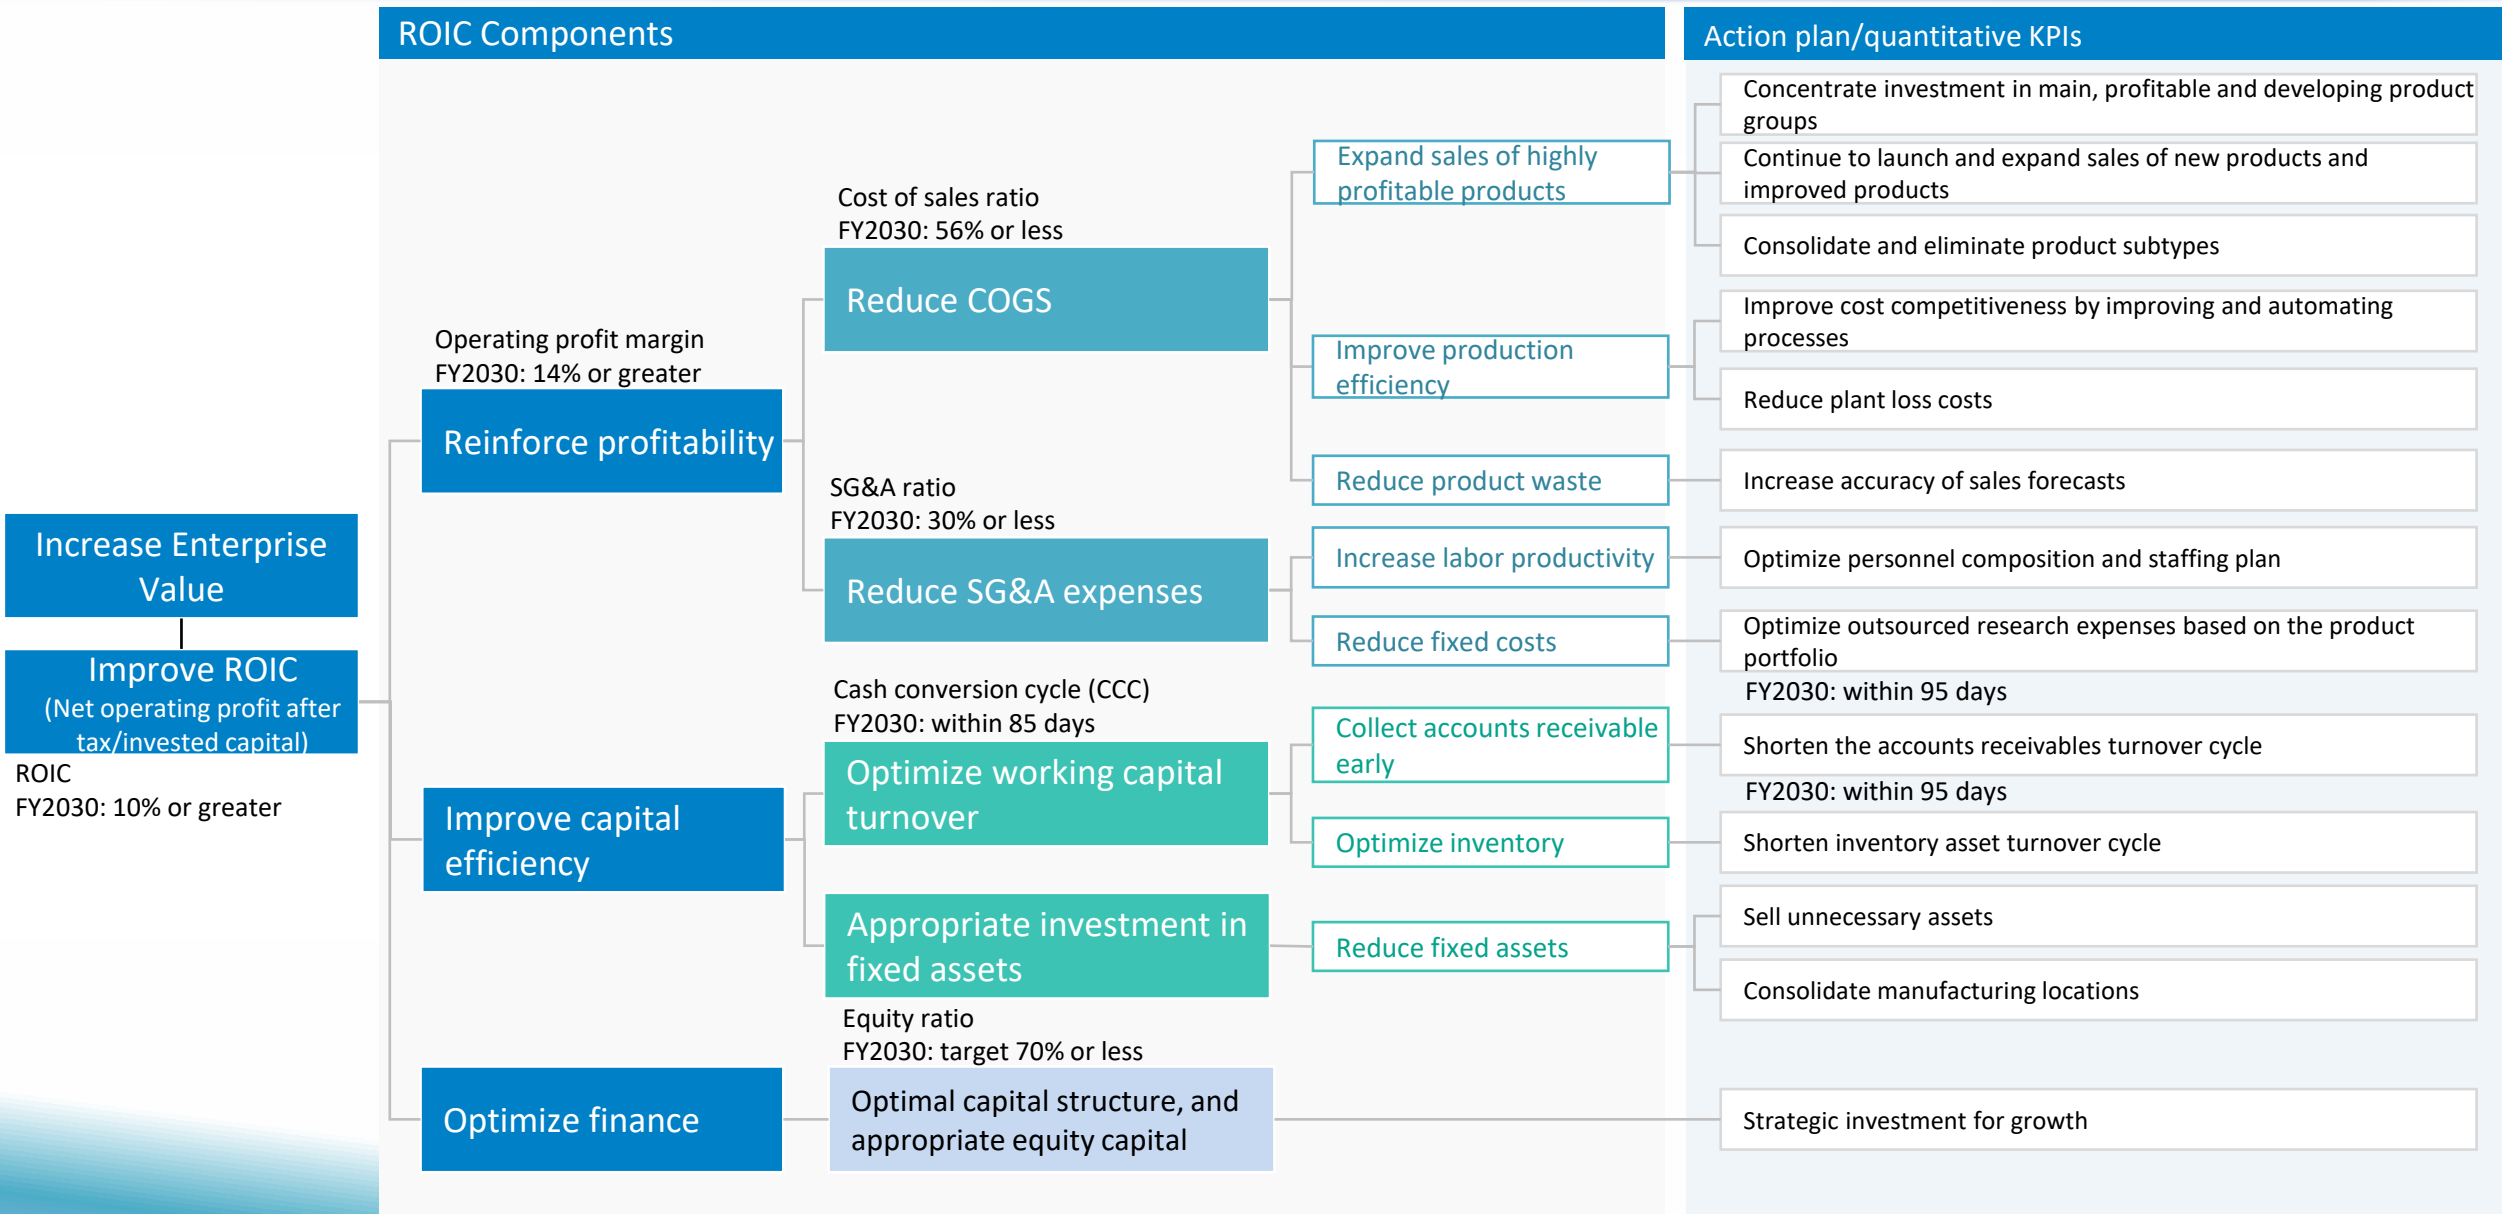 ROIC Components
Action plan/quantitative KPIs
Increase Enterprise
Value
Improve ROIC
(Net operating profit after
tax/invested capital)
ROIC
FY2030: 10% or greater
Operating profit margin
FY2030: 14% or greater
Reinforce profitability
Cost of sales ratio
FY2030: 56% or less
Reduce COGS
Expand sales of highly
profitable products
Concentrate investment in main, profitable and developing product
groups
Continue to launch and expand sales of new products and
improved products
Consolidate and eliminate product subtypes
Improve production
efficiency
Improve cost competitiveness by improving and automating
processes
Reduce plant loss costs
Reduce product waste
Increase accuracy of sales forecasts
SG&A ratio
FY2030: 30% or less
Reduce SG&A expenses
Increase labor productivity
Optimize personnel composition and staffing plan
Reduce fixed costs
Optimize outsourced research expenses based on the product
portfolio
Improve capital
efficiency
Cash conversion cycle (CCC)
FY2030: within 85 days
Optimize working capital
turnover
Collect accounts receivable
early
FY2030: within 95 days
Shorten the accounts receivables turnover cycle
Optimize inventory
FY2030: within 95 days
Shorten inventory asset turnover cycle
Appropriate investment in
fixed assets
Reduce fixed assets
Sell unnecessary assets
Consolidate manufacturing locations
Optimize finance
Equity ratio
FY2030: target 70% or less
Optimal capital structure, and
appropriate equity capital
Strategic investment for growth